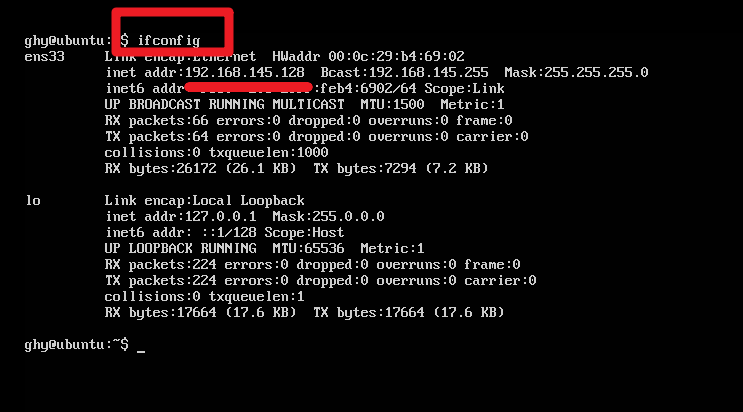 ghy@ubuntu: $ ifconfig
ens33 Link encap:Ethernet HWaddr 00:0c:29:b4:69:02
inet addr:192.168.145.128 Bcast:192.168.145.255 Mask:255.255.255.0
inet6 addr :feb4:6902/64 Scope:Link
UP BROADCAST RUNNING MULTICAST MTU:1500 Metric:1
RX packets:66 errors:0 dropped:0 overruns:0 frame:0
TX packets:64 errors:0 dropped:0 overruns:0 carrier:0
collisions:0 txqueuelen:1000
RX bytes:26172 (26.1 KB) TX bytes:7294 (7.2 KB)
lo Link encap:Local Loopback
inet addr:127.0.0.1 Mask:255.0.0.0
inet6 addr: ::1/128 Scope:Host
UP LOOPBACK RUNNING MTU:65536 Metric:1
RX packets:224 errors:0 dropped:0 overruns:0 frame:0
TX packets:224 errors:0 dropped:0 overruns:0 carrier:0
collisions:0 txqueuelen:1
RX bytes:17664 (17.6 KB) TX bytes:17664 (17.6 KB)
ghy@ubuntu:~$ _